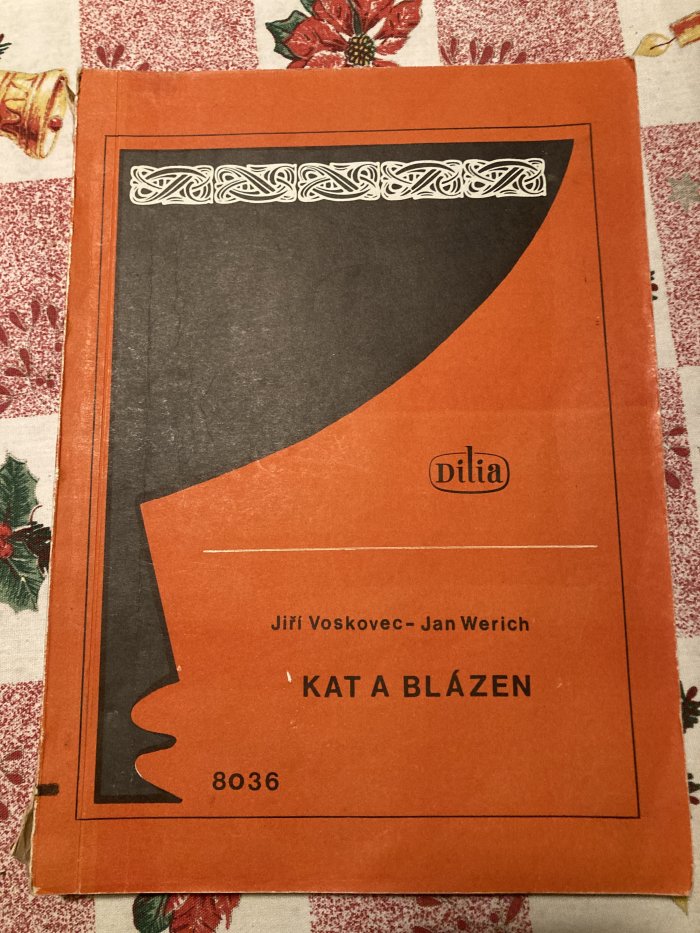 Dilia
Jiří Voskovec - Jan Werich
KAT A BLÁZEN
8036